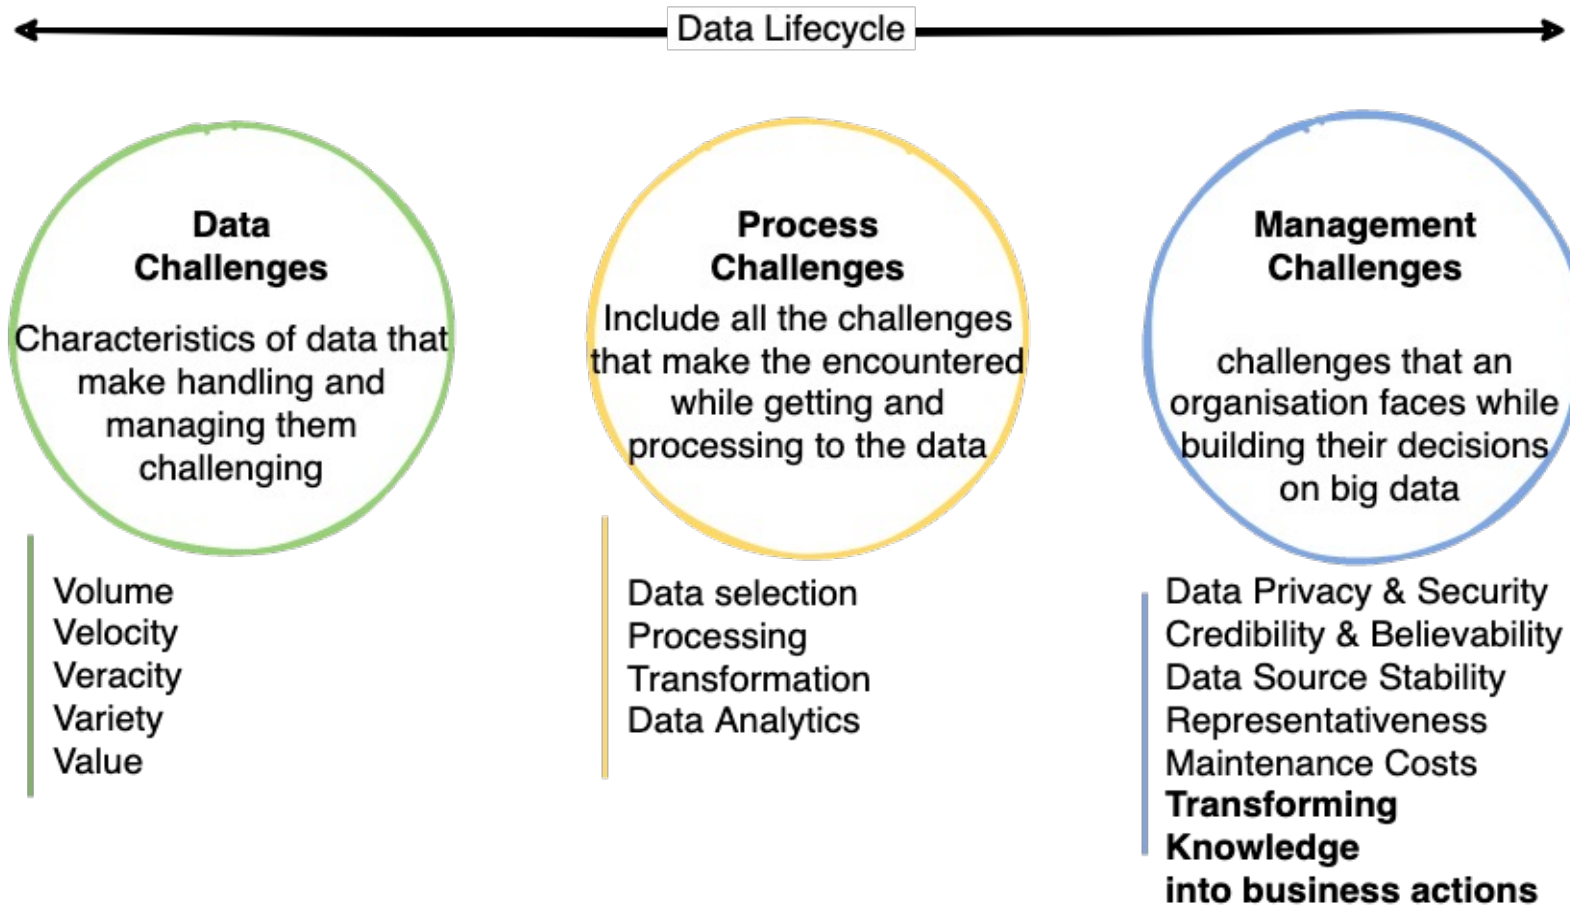 Data Lifecycle
Data
Challenges
Characteristics of data that
make handling and
managing them
challenging
Volume
Velocity
Veracity
Variety
Value
Process
Challenges
Include all the challenges
that make the encountered
while getting and
processing to the data
Data selection
Processing
Transformation
Data Analytics
Management
Challenges
challenges that an
organisation faces while
building their decisions
on big data
Data Privacy & Security
Credibility & Believability
Data Source Stability
Representativeness
Maintenance Costs
Transforming
Knowledge
into business actions